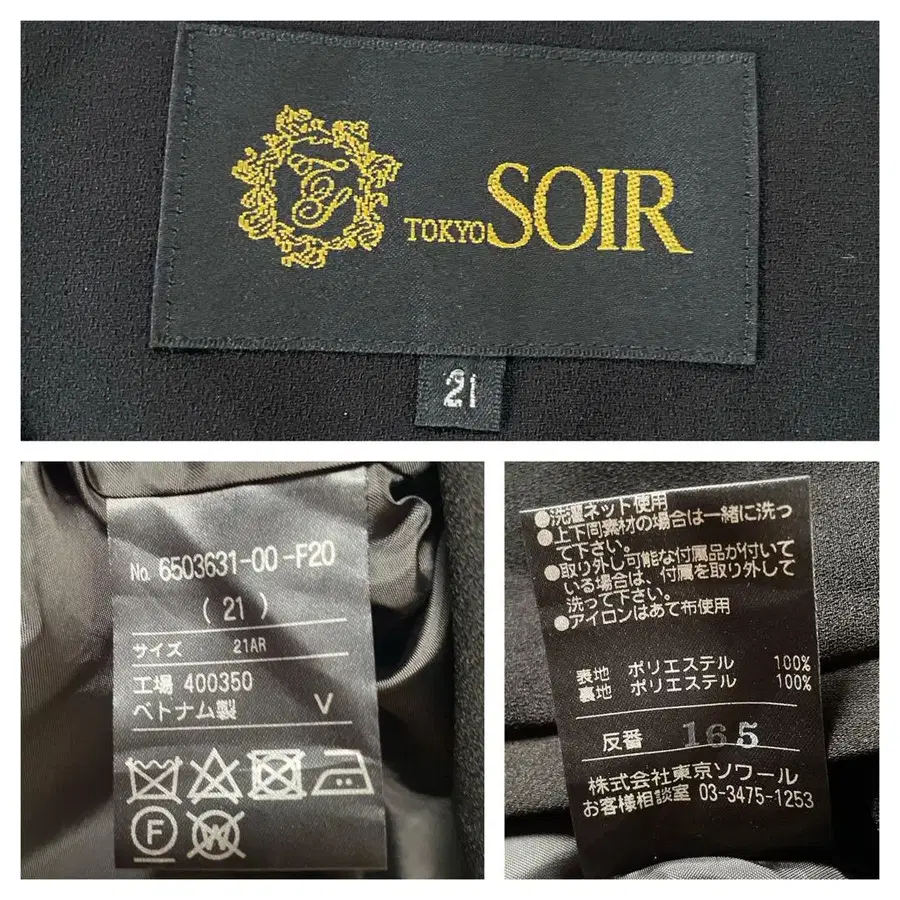 TES
TOKYO SOIR
21
No. 6503631-00-F20
( 21 )
サイズ 21AR
工場 400350
ベトナム製 V
F
W
●洗濯ネット使用
●上下同素材の場合は一緒に洗っ
て下さい。
●取り外し可能な付属品が付いて
いる場合は、付属を取り外して
洗って下さい。
●アイロンはあて布使用
表地 ポリエステル 100%
裏地 ポリエステル 100%
反番 165
株式会社東京ソワール
お客様相談室 03-3475-1253